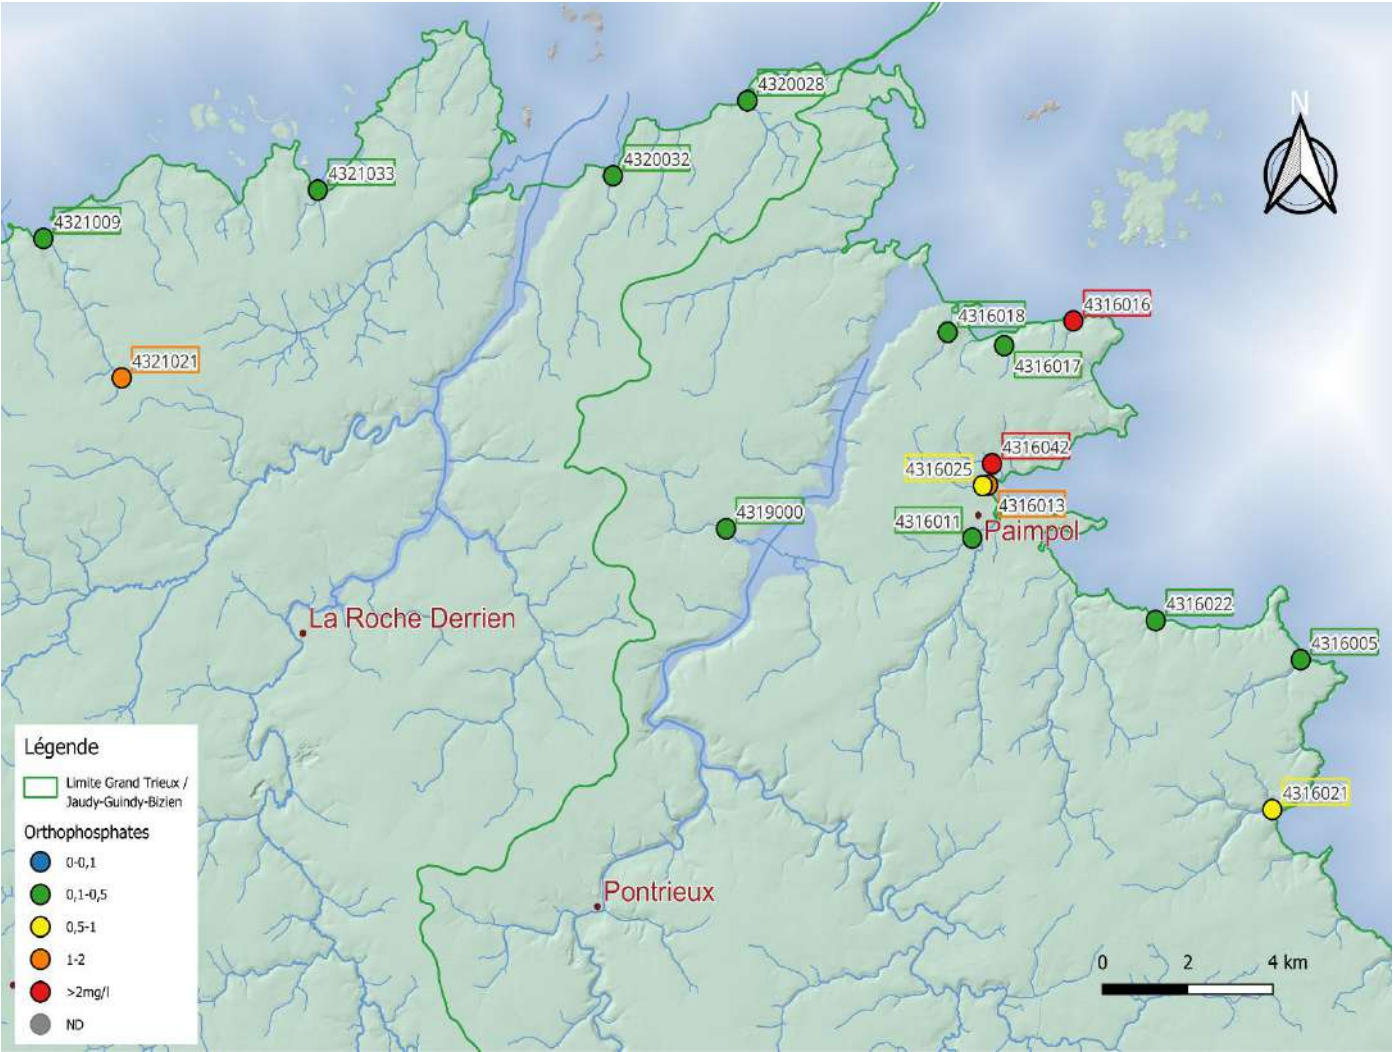 4320028
N
4320032
4321033
4321009
4316018
4316016
4316017
4321021
4316042
4316025
4316013
4319000
4316011
Paimpol
4316022
La Roche Derrien
4316005
Légende
Limite Grand Trieux /
Jaudy-Guindy-Bizien
4316021
Orthophosphates
0-0,1
0,1-0,5
Pontrieux
0,5-1
1-2
0 2 4 km
>2mg/l
ND